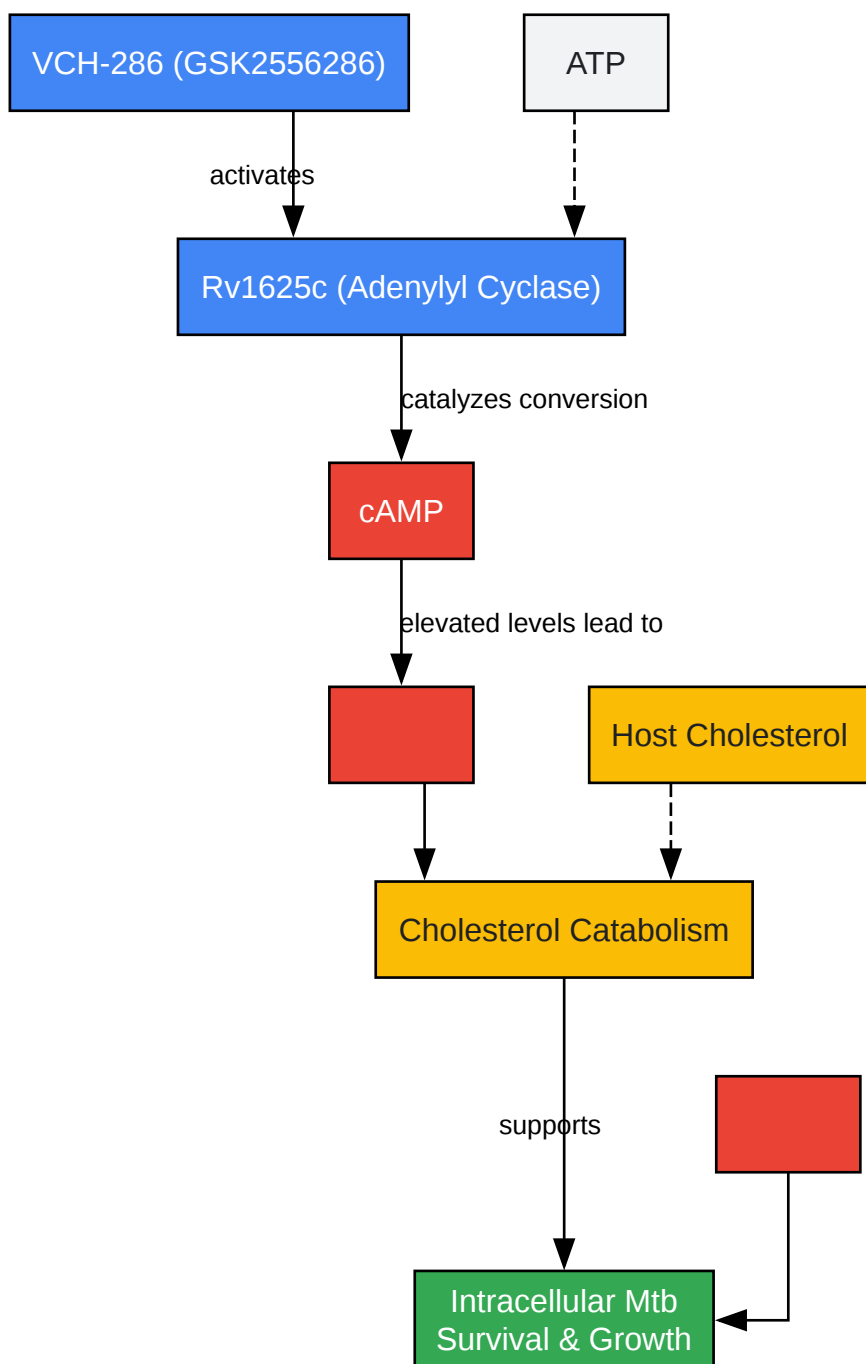 VCH-286 (GSK2556286)
ATP
activates
Rv1625c (Adenylyl Cyclase)
catalyzes conversion
cAMP
elevated levels lead to
Host Cholesterol
Cholesterol Catabolism
supports
Intracellular Mtb
Survival & Growth